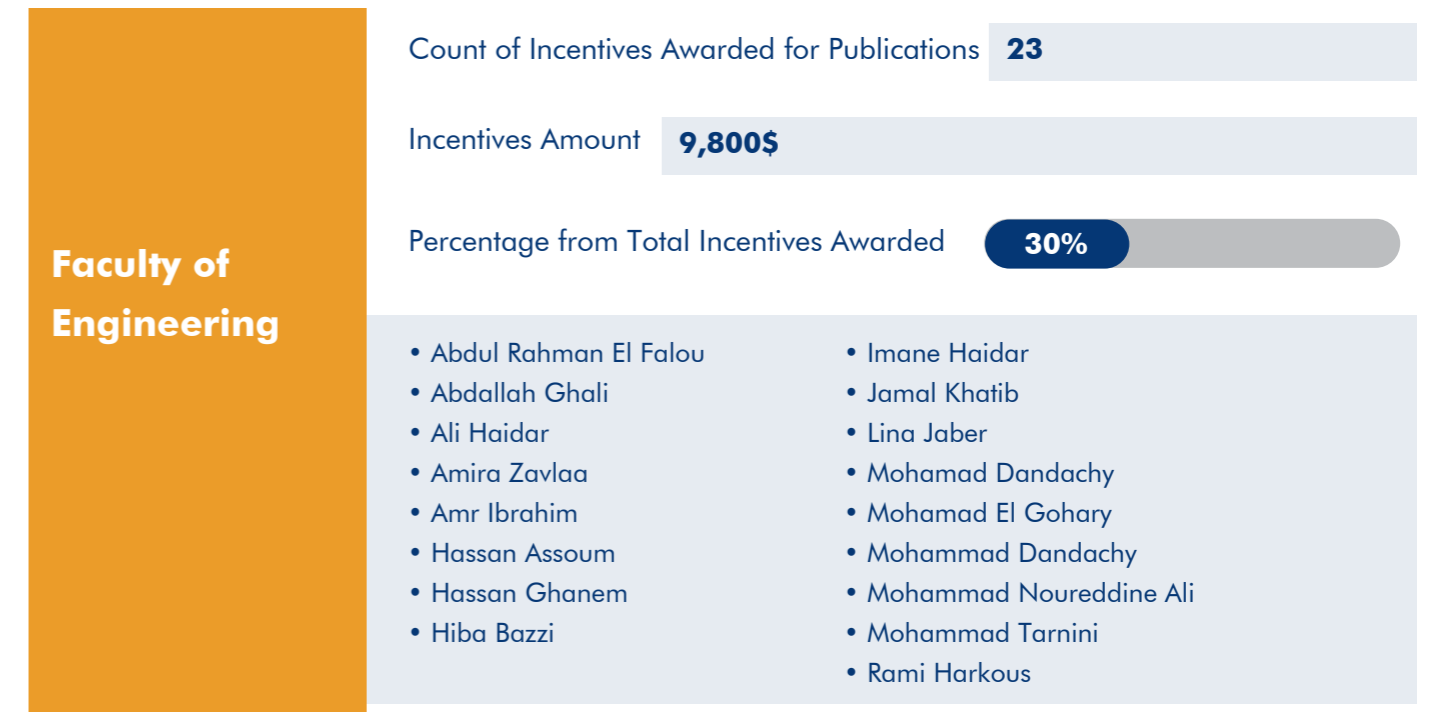 Faculty of
Engineering
Count of Incentives Awarded for Publications 23
Incentives Amount 9,800$
Percentage from Total Incentives Awarded 30%
• Abdul Rahman El Falou
• Abdallah Ghali
• Ali Haidar
• Amira Zavlaa
• Amr Ibrahim
• Hassan Assoum
• Hassan Ghanem
• Hiba Bazzi
• Imane Haidar
• Jamal Khatib
• Lina Jaber
• Mohamad Dandachy
• Mohamad El Gohary
• Mohammad Dandachy
• Mohammad Noureddine Ali
• Mohammad Tarnini
• Rami Harkous